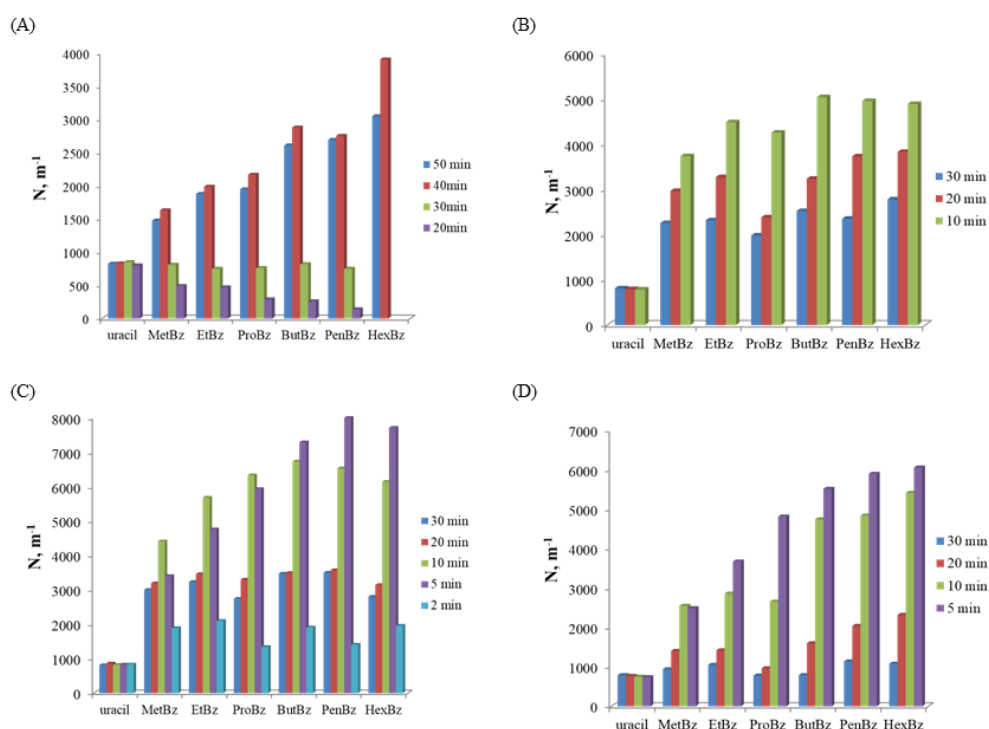 (A)
4000
3500
3000
2500
2000
1500
1000
500
0
N, m⁻¹
uracil MetBz EtBz ProBz ButBz PenBz HexBz
50 min
40min
30min
20min
(B)
6000
5000
4000
3000
2000
1000
0
N, m⁻¹
uracil MetBz EtBz ProBz ButBz PenBz HexBz
30 min
20 min
10 min
(C)
8000
7000
6000
5000
4000
3000
2000
1000
0
N, m⁻¹
uracil MetBz EtBz ProBz ButBz PenBz HexBz
30 min
20 min
10 min
5 min
2 min
(D)
7000
6000
5000
4000
3000
2000
1000
0
N, m⁻¹
uracil MetBz EtBz ProBz ButBz PenBz HexBz
30 min
20 min
10 min
5 min